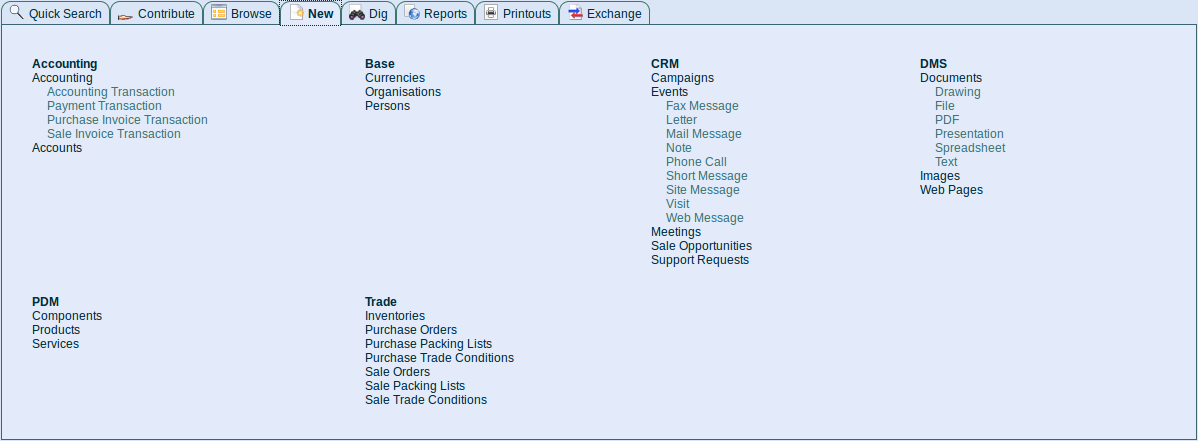 Quick Search Contribute Browse New Dig Reports Printouts Exchange
Accounting
Accounting
Accounting Transaction
Payment Transaction
Purchase Invoice Transaction
Sale Invoice Transaction
Accounts
Base
Currencies
Organisations
Persons
CRM
Campaigns
Events
Fax Message
Letter
Mail Message
Note
Phone Call
Short Message
Site Message
Visit
Web Message
Meetings
Sale Opportunities
Support Requests
DMS
Documents
Drawing
File
PDF
Presentation
Spreadsheet
Text
Images
Web Pages
PDM
Components
Products
Services
Trade
Inventories
Purchase Orders
Purchase Packing Lists
Purchase Trade Conditions
Sale Orders
Sale Packing Lists
Sale Trade Conditions